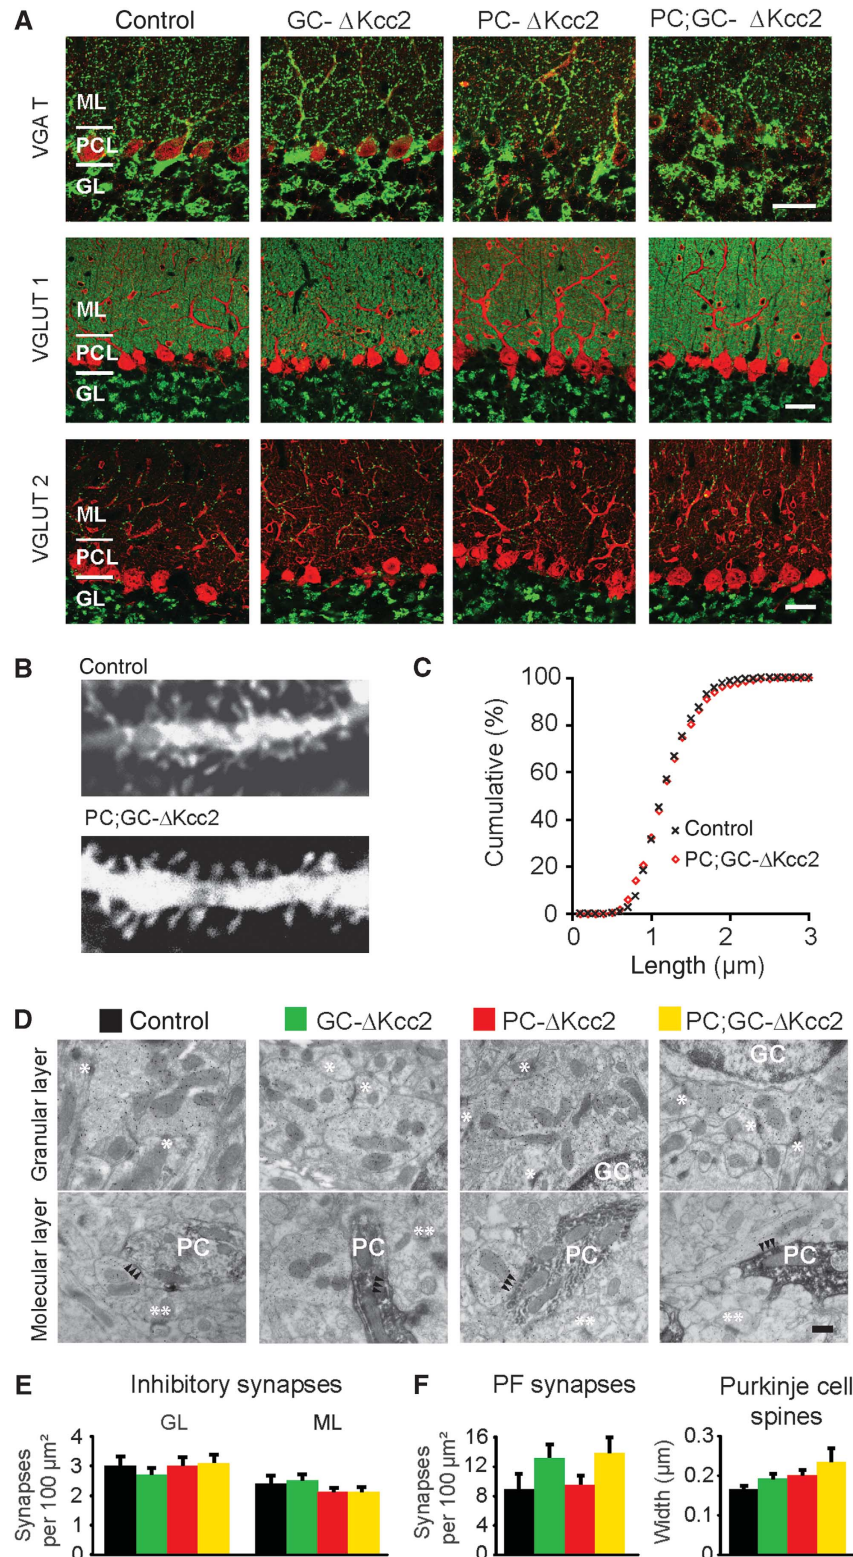 A
Control
GC- ΔKcc2
PC- ΔKcc2
PC;GC- ΔKcc2
VGA T
ML
PCL
GL
VGLUT 1
ML
PCL
GL
VGLUT 2
ML
PCL
GL
B
Control
PC;GC-ΔKcc2
C
Cumulative (%)
100
80
60
40
20
0
× Control
PC;GC-ΔKcc2
0 1 2 3
Length (µm)
D
Control
GC-ΔKcc2
PC-ΔKcc2
PC;GC-ΔKcc2
Granular layer
*
*
*
*
*
*
*
GC
GC
*
*
*
Molecular layer
PC
**
PC
**
PC
**
PC
**
E
Inhibitory synapses
GL
ML
Synapses per 100 µm²
4
3
2
1
0
F
PF synapses
Synapses per 100 µm²
16
12
8
4
0
Purkinje cell
spines
Width (µm)
0.3
0.2
0.1
0